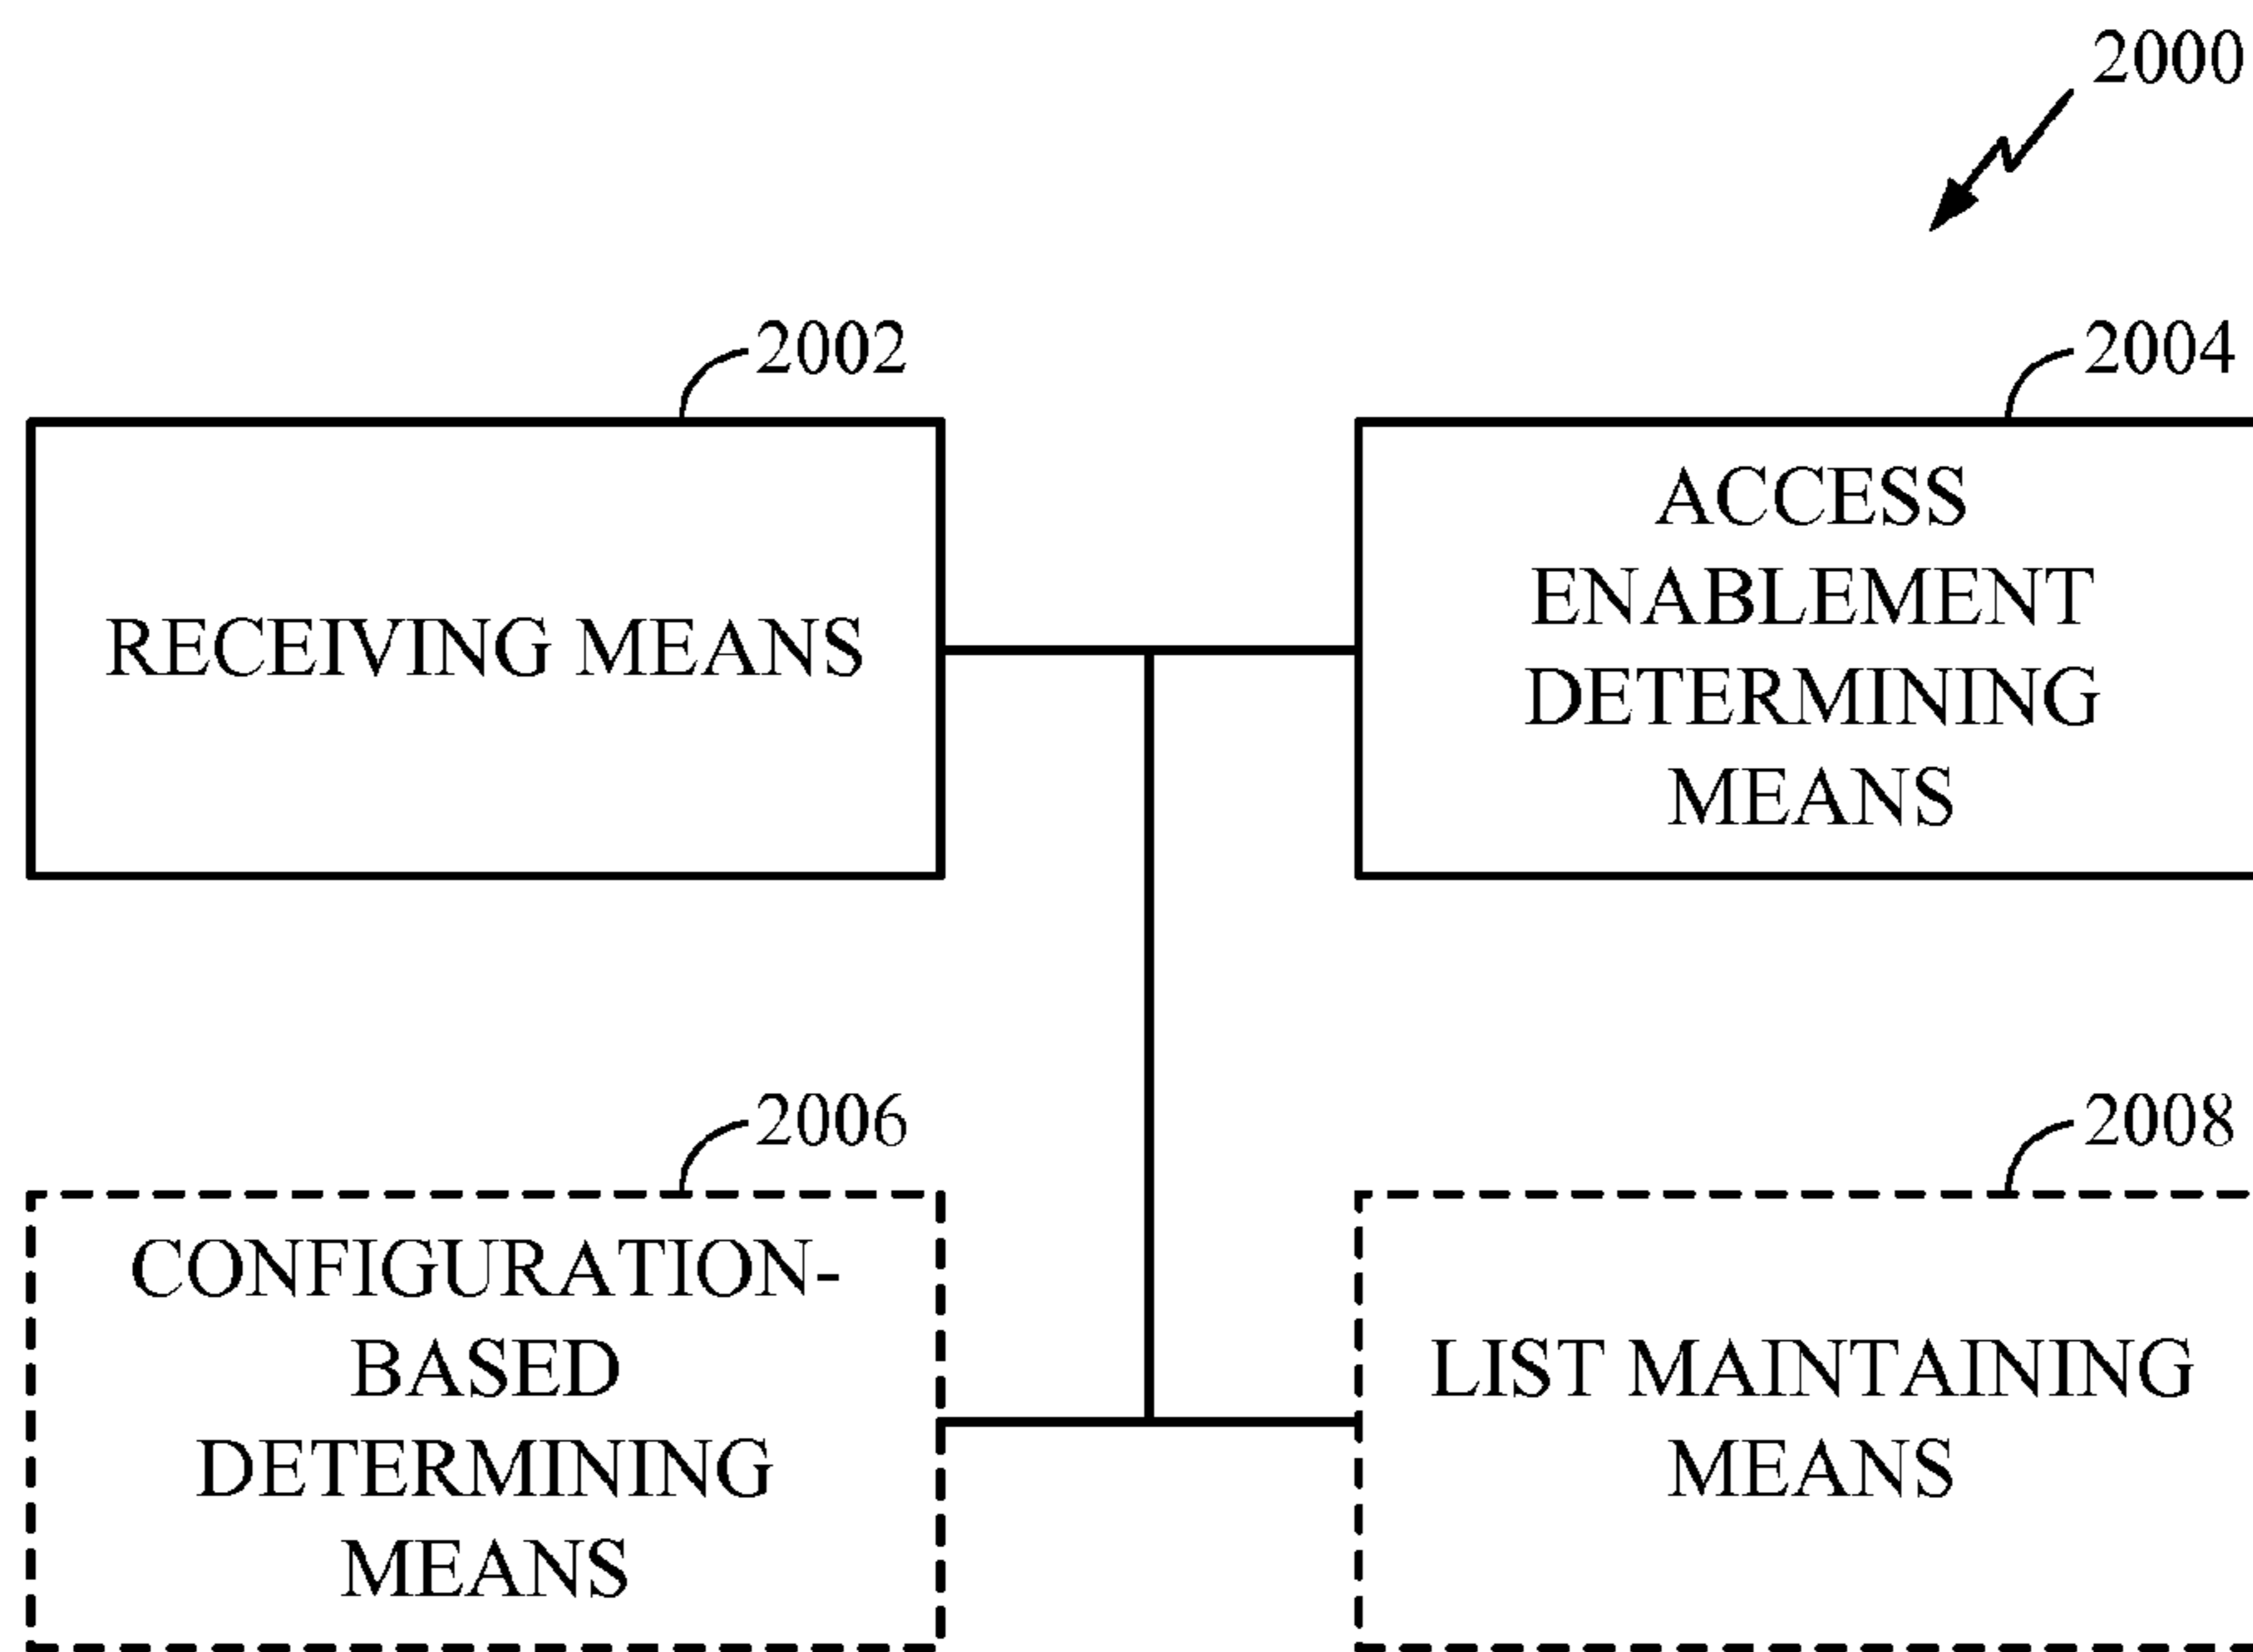 2000
2002
2004
RECEIVING MEANS
ACCESS
ENABLEMENT
DETERMINING
MEANS
2006
2008
CONFIGURATION-
BASED
DETERMINING
MEANS
LIST MAINTAINING
MEANS